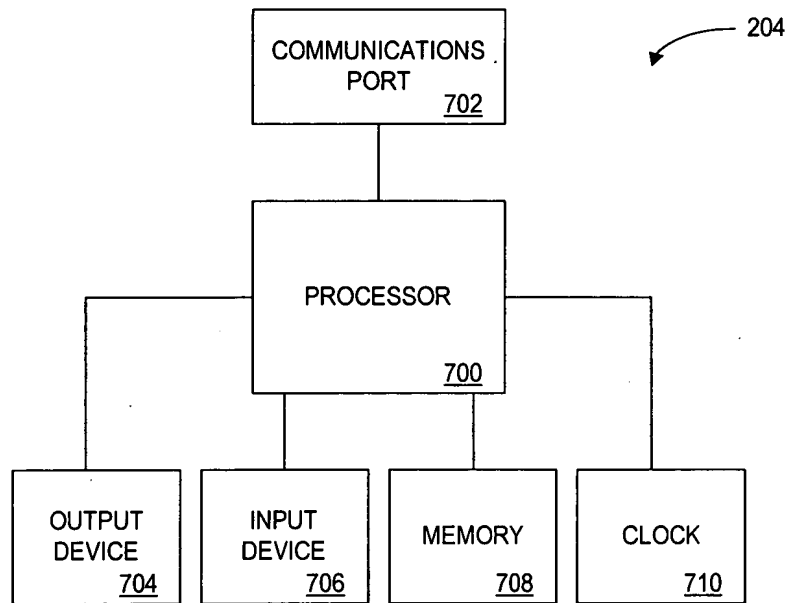 204
COMMUNICATIONS
PORT
702
PROCESSOR
700
OUTPUT
DEVICE
704
INPUT
DEVICE
706
MEMORY
708
CLOCK
710